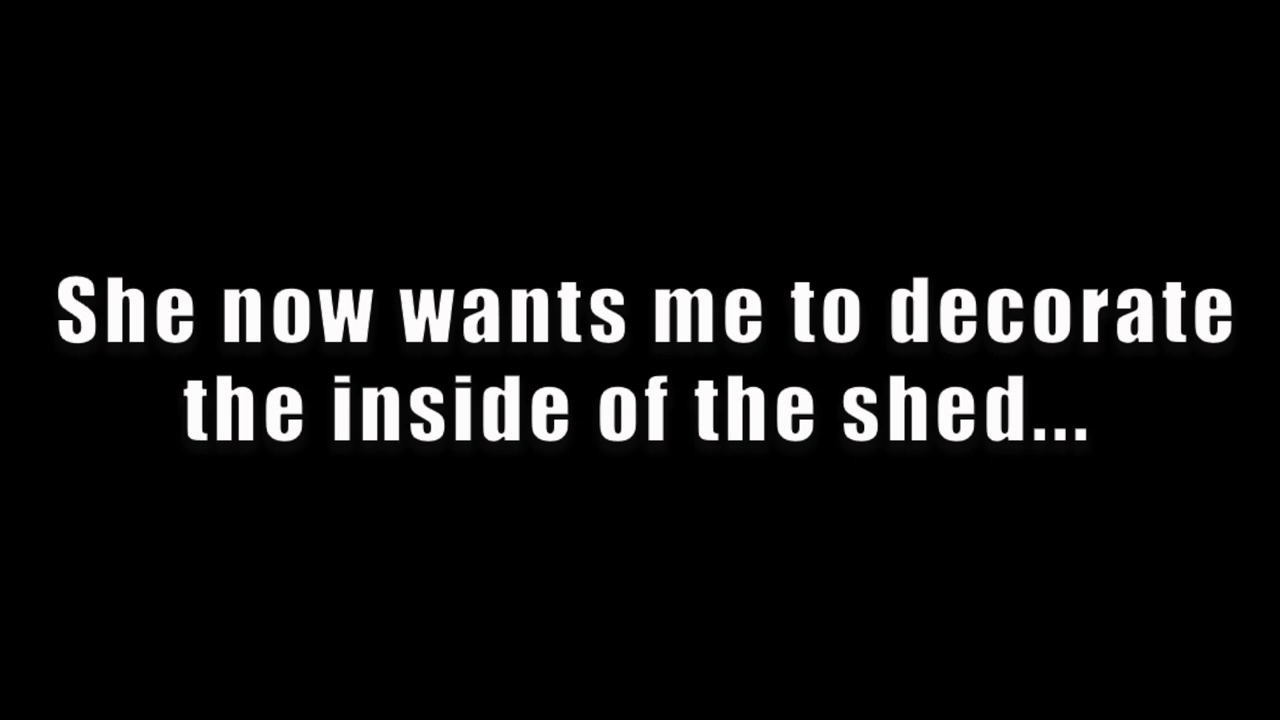 She now wants me to decorate
the inside of the shed...